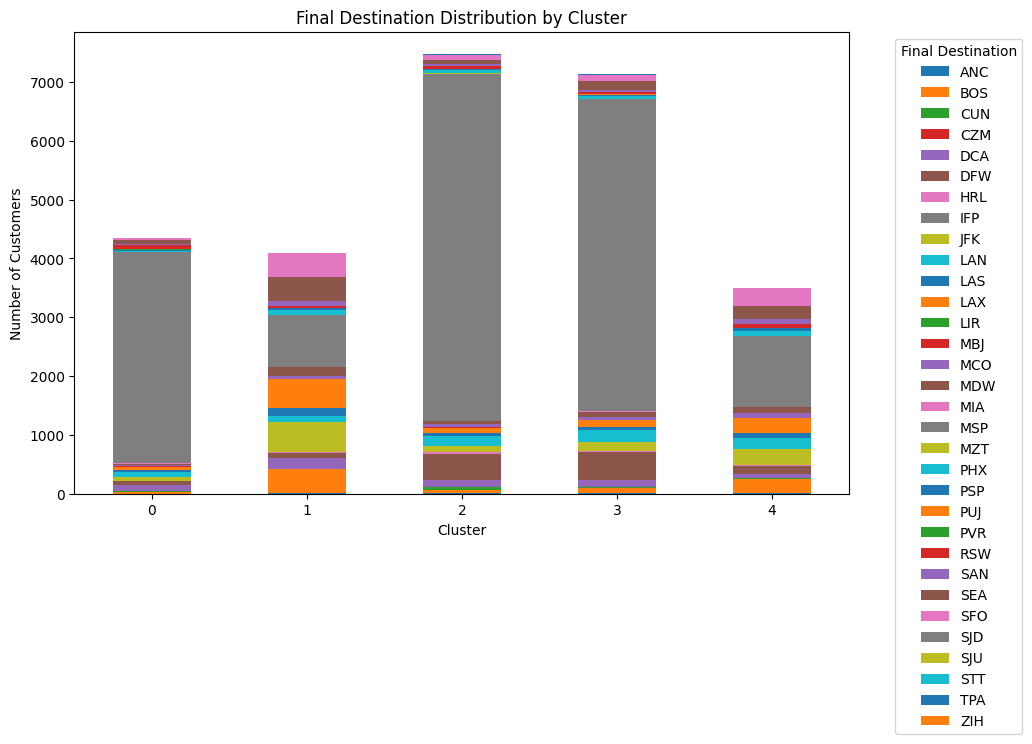 Final Destination Distribution by Cluster
Number of Customers
7000
6000
5000
4000
3000
2000
1000
0
0 1 2 3 4
Cluster
Final Destination
ANC
BOS
CUN
CZM
DCA
DFW
HRL
IFP
JFK
LAN
LAS
LAX
LIR
MBJ
MCO
MDW
MIA
MSP
MZT
PHX
PSP
PUJ
PVR
RSW
SAN
SEA
SFO
SJD
SJU
STT
TPA
ZIH